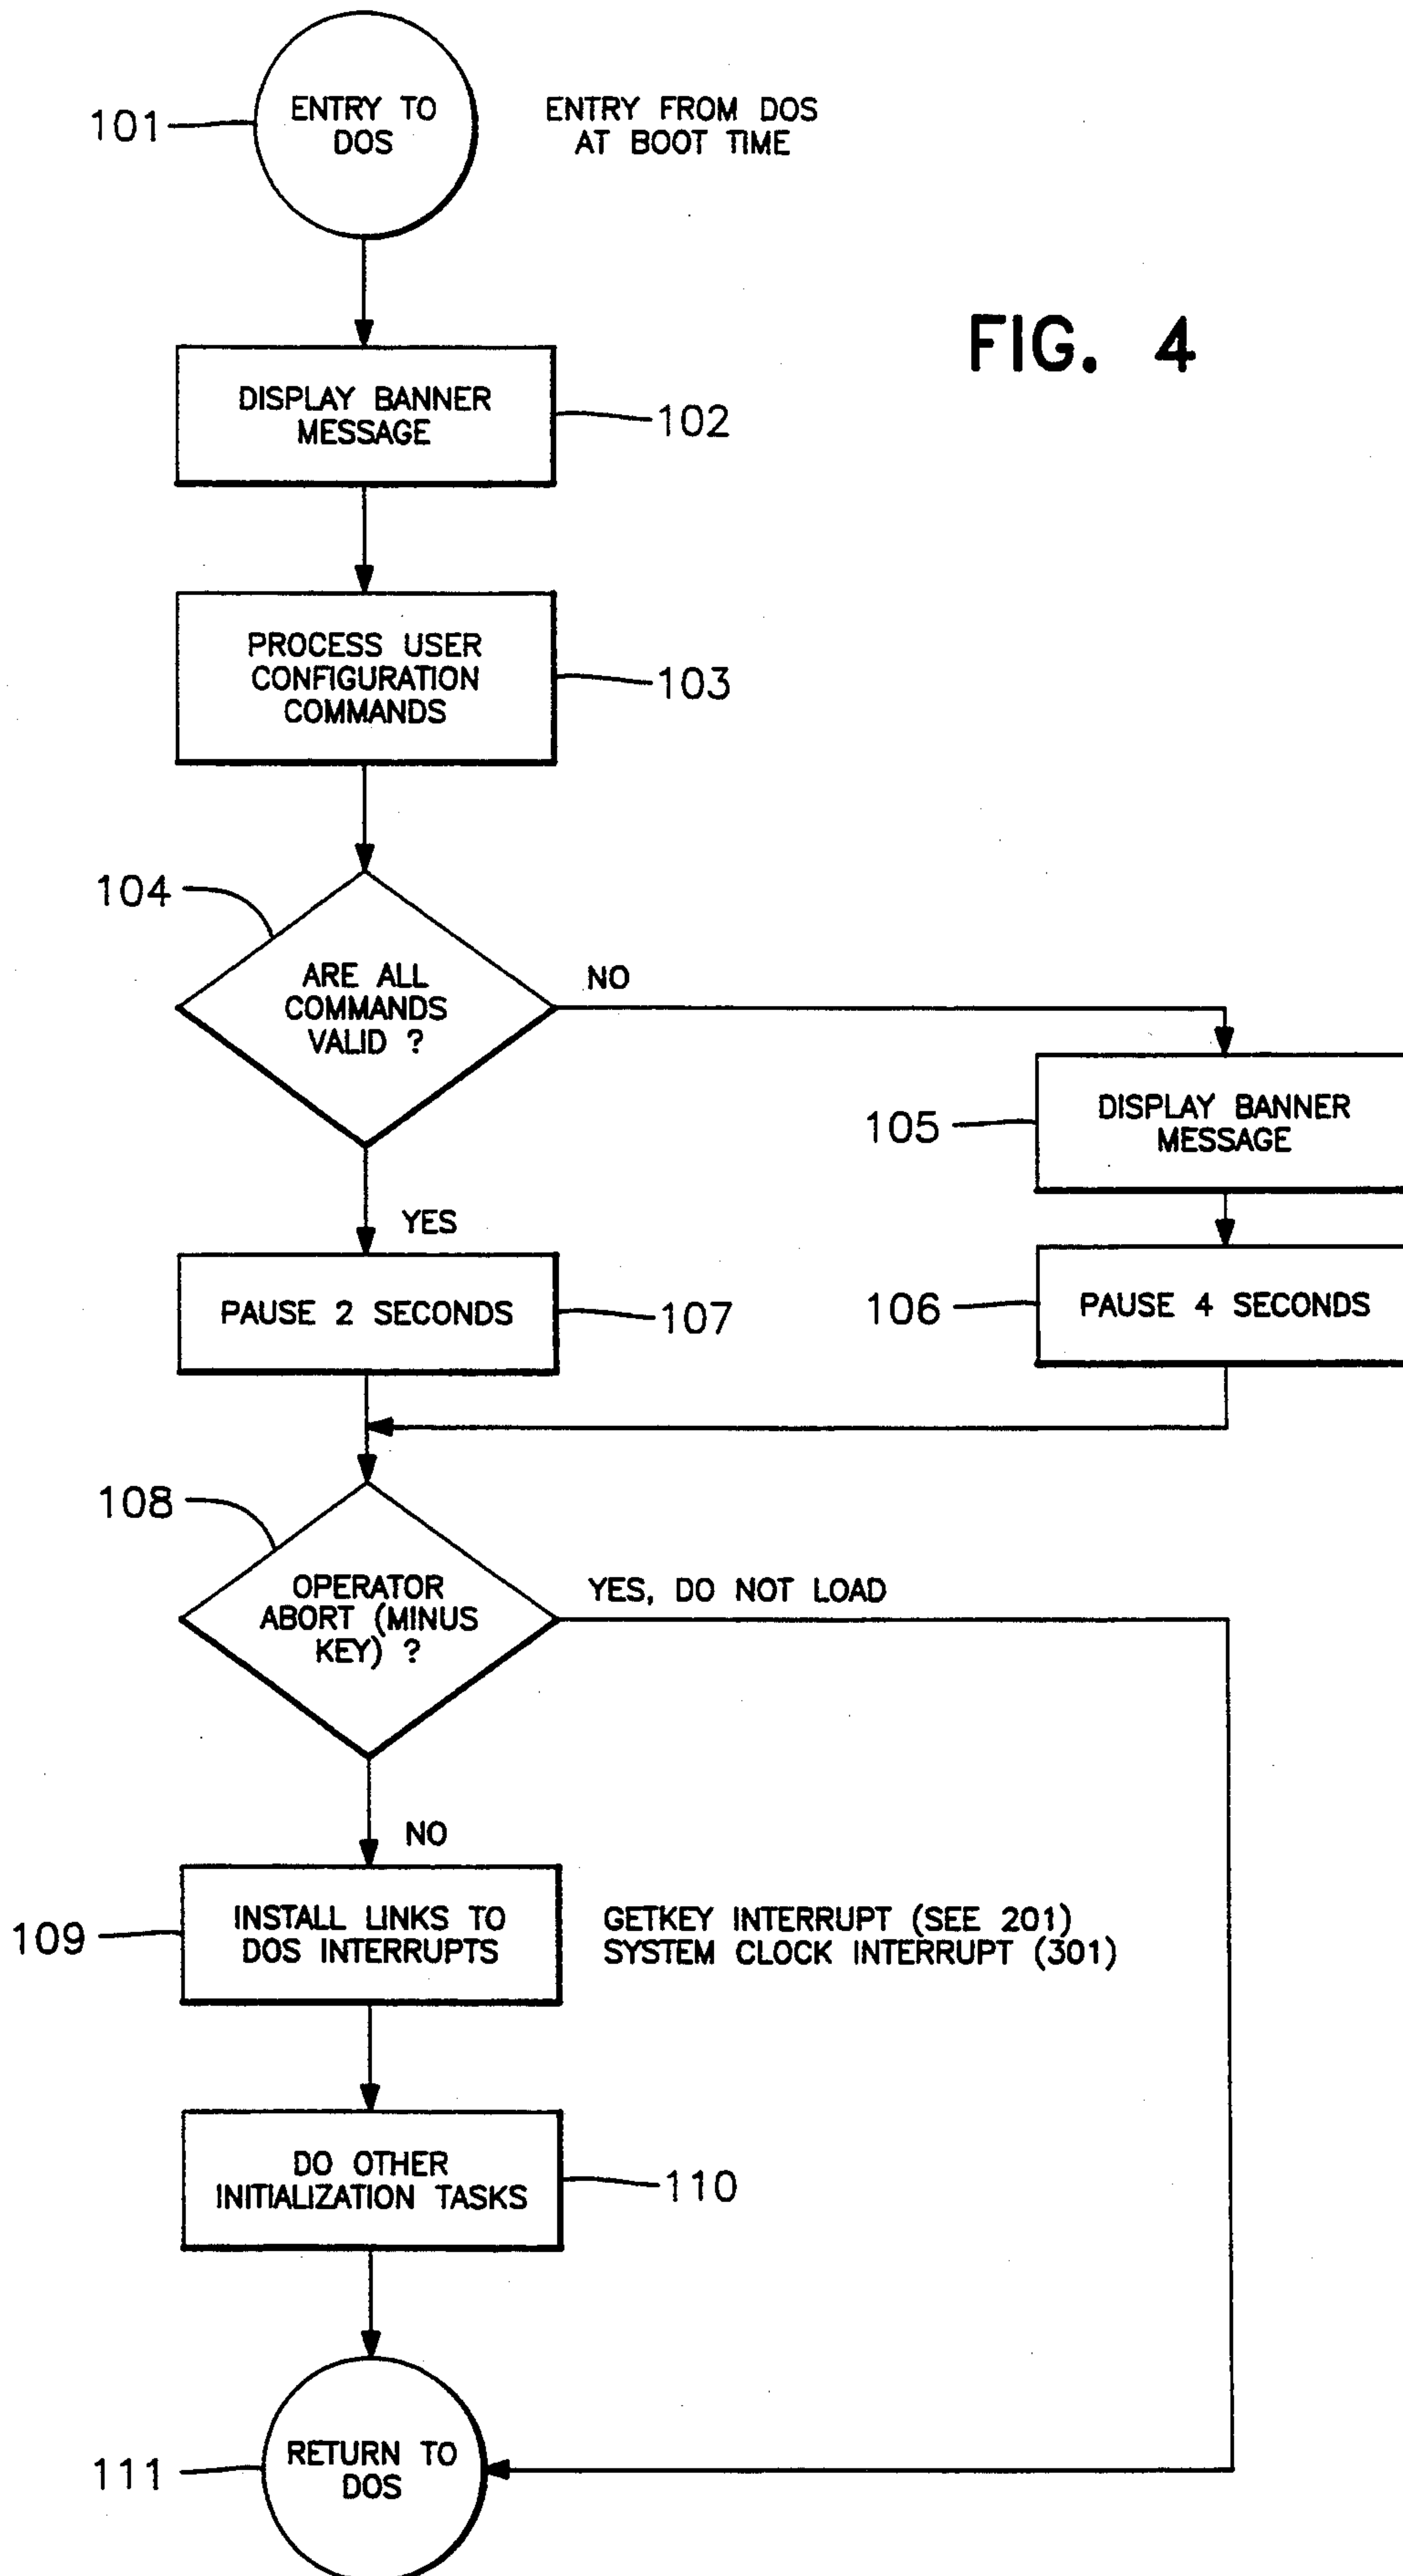 101
ENTRY TO
DOS
ENTRY FROM DOS
AT BOOT TIME
FIG. 4
DISPLAY BANNER
MESSAGE
102
PROCESS USER
CONFIGURATION
COMMANDS
103
104
ARE ALL
COMMANDS
VALID ?
NO
105
DISPLAY BANNER
MESSAGE
YES
PAUSE 2 SECONDS
107
106
PAUSE 4 SECONDS
108
OPERATOR
ABORT (MINUS
KEY) ?
YES, DO NOT LOAD
NO
109
INSTALL LINKS TO
DOS INTERRUPTS
GETKEY INTERRUPT (SEE 201)
SYSTEM CLOCK INTERRUPT (301)
DO OTHER
INITIALIZATION TASKS
110
111
RETURN TO
DOS